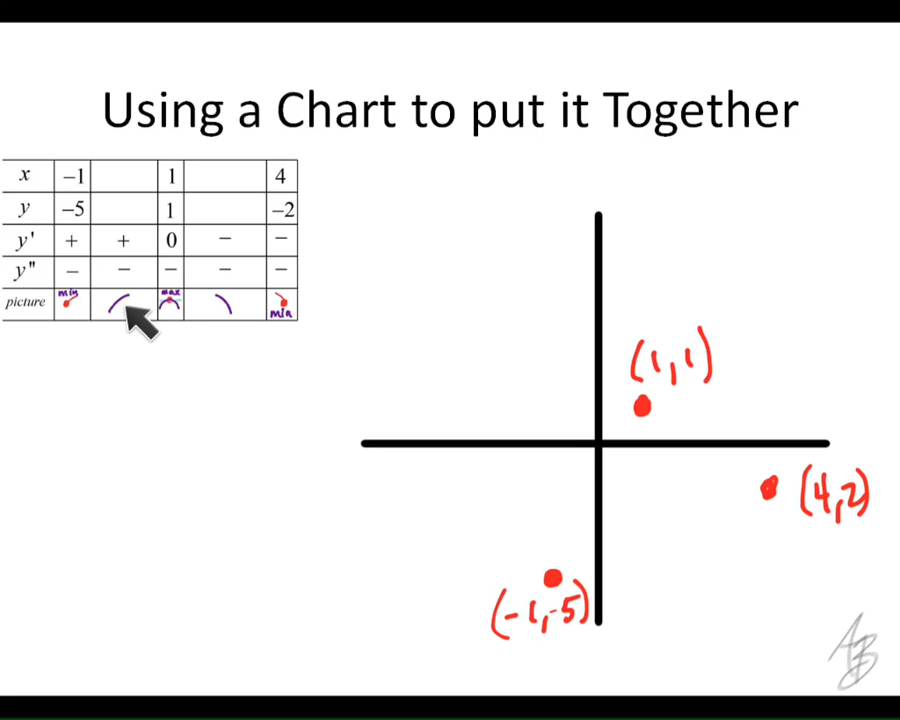 Using a Chart to put it Together
x −1 1 4
y −5 1 −2
y' + + 0 − −
y" − − − − −
picture min max min
(1,1)
(4,2)
(-1,-5)